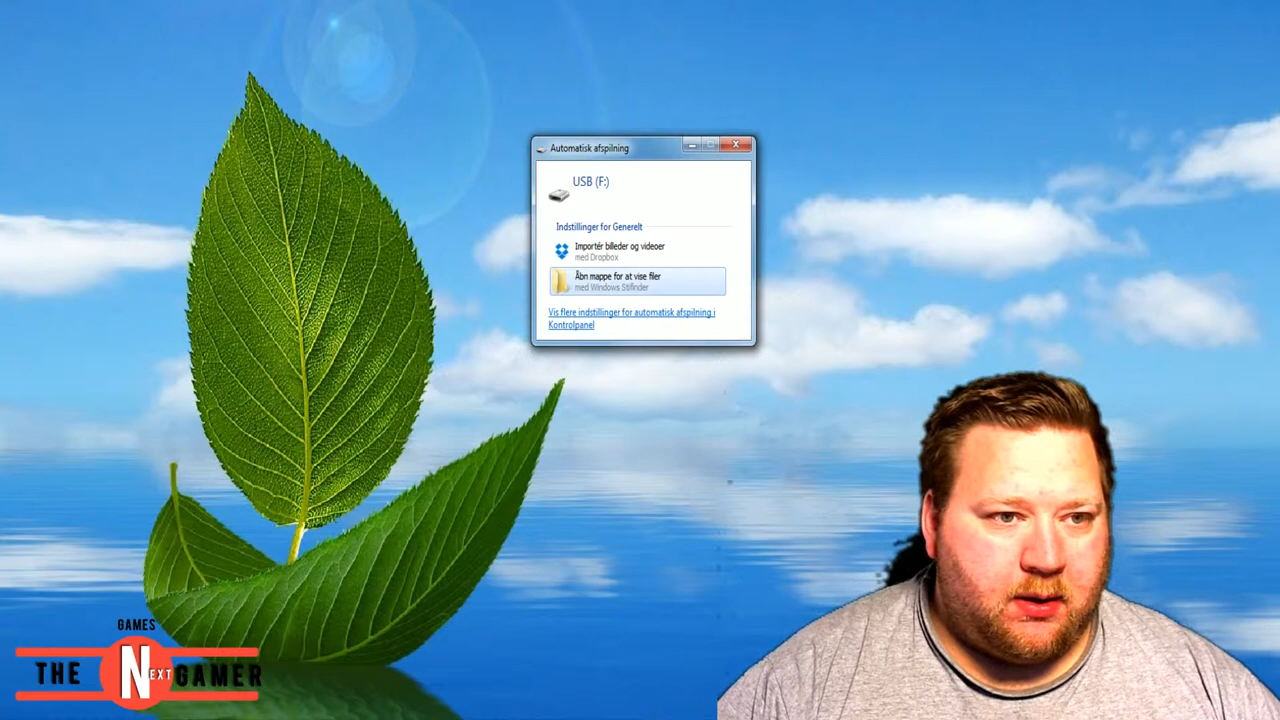 Automatisk afspilning
USB (F:)
Indstillinger for Generelt
Importér billeder og videoer
med Dropbox
Åbn mappe for at vise filer
med Windows Stifinder
Vis flere indstillinger for automatisk afspilning i
Kontrolpanel
GAMES
THE NEXT GAMER